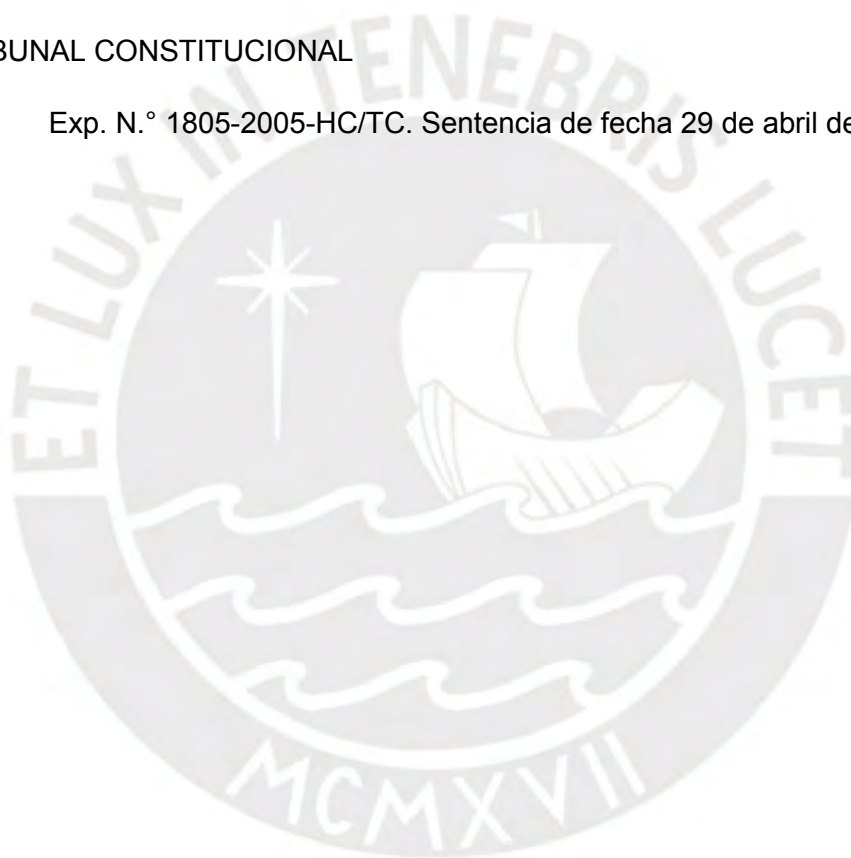 BUNAL CONSTITUCIONAL
Exp. N.° 1805-2005-HC/TC. Sentencia de fecha 29 de abril de
ET LUX IN TENEBRIS LUCET
MCMXVII